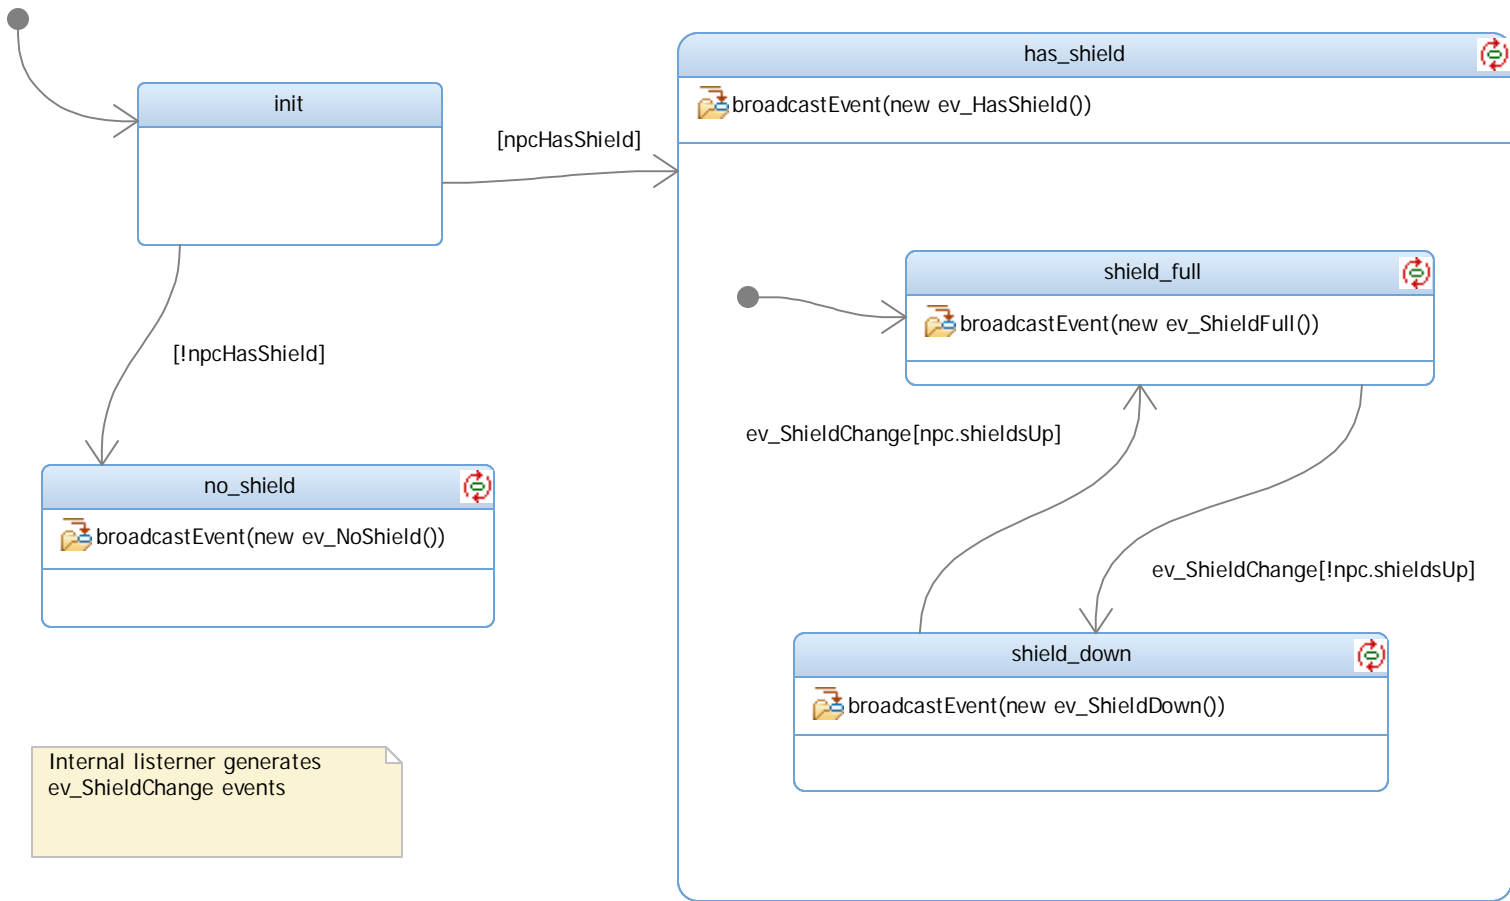 has_shield
broadcastEvent(new ev_HasShield())
init
[npcHasShield]
shield_full
broadcastEvent(new ev_ShieldFull())
[!npcHasShield]
ev_ShieldChange[npc.shieldsUp]
no_shield
broadcastEvent(new ev_NoShield())
ev_ShieldChange[!npc.shieldsUp]
shield_down
broadcastEvent(new ev_ShieldDown())
Internal listerner generates
ev_ShieldChange events